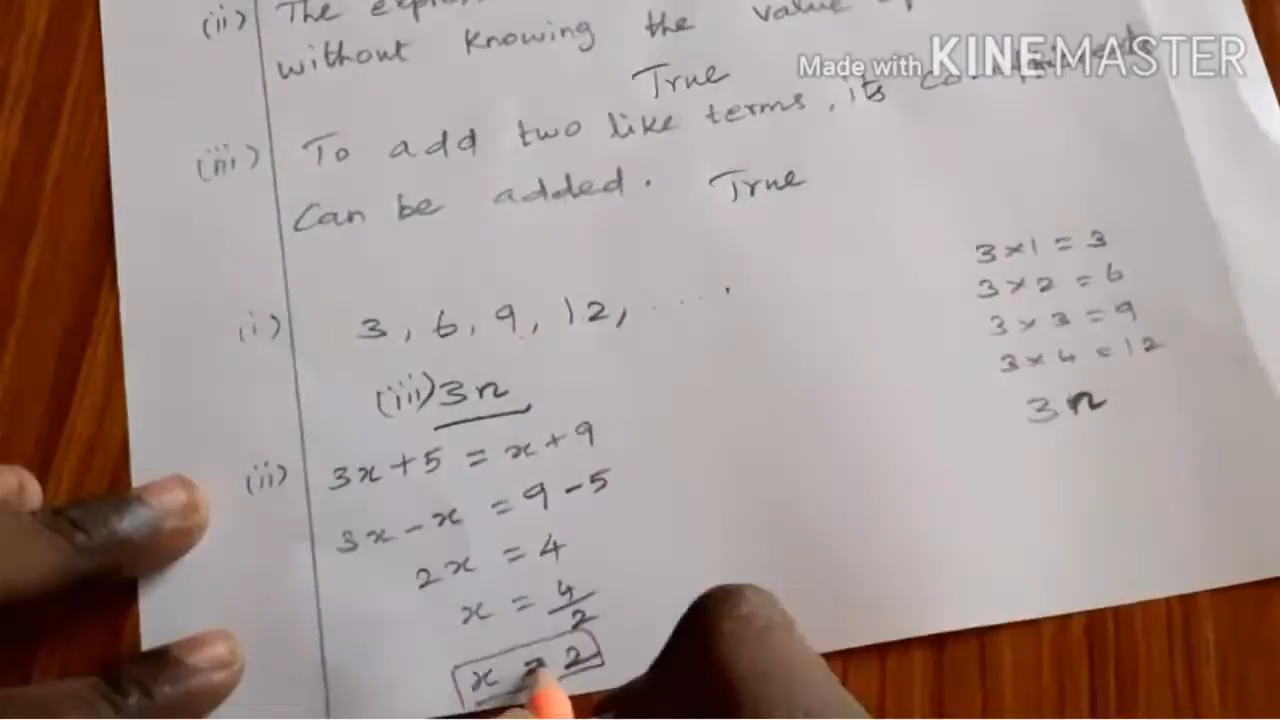 (ii) The
without knowing the value
True
Made with KINEMASTER
(iii) To add two like terms, its
can be added. True
(i) 3, 6, 9, 12, .....
(iii) 3n
3×1 = 3
3×2 = 6
3×3 = 9
3×4 = 12
3n
(ii) 3x+5 = x+9
3x-x = 9-5
2x = 4
x = 4/2
x = 2